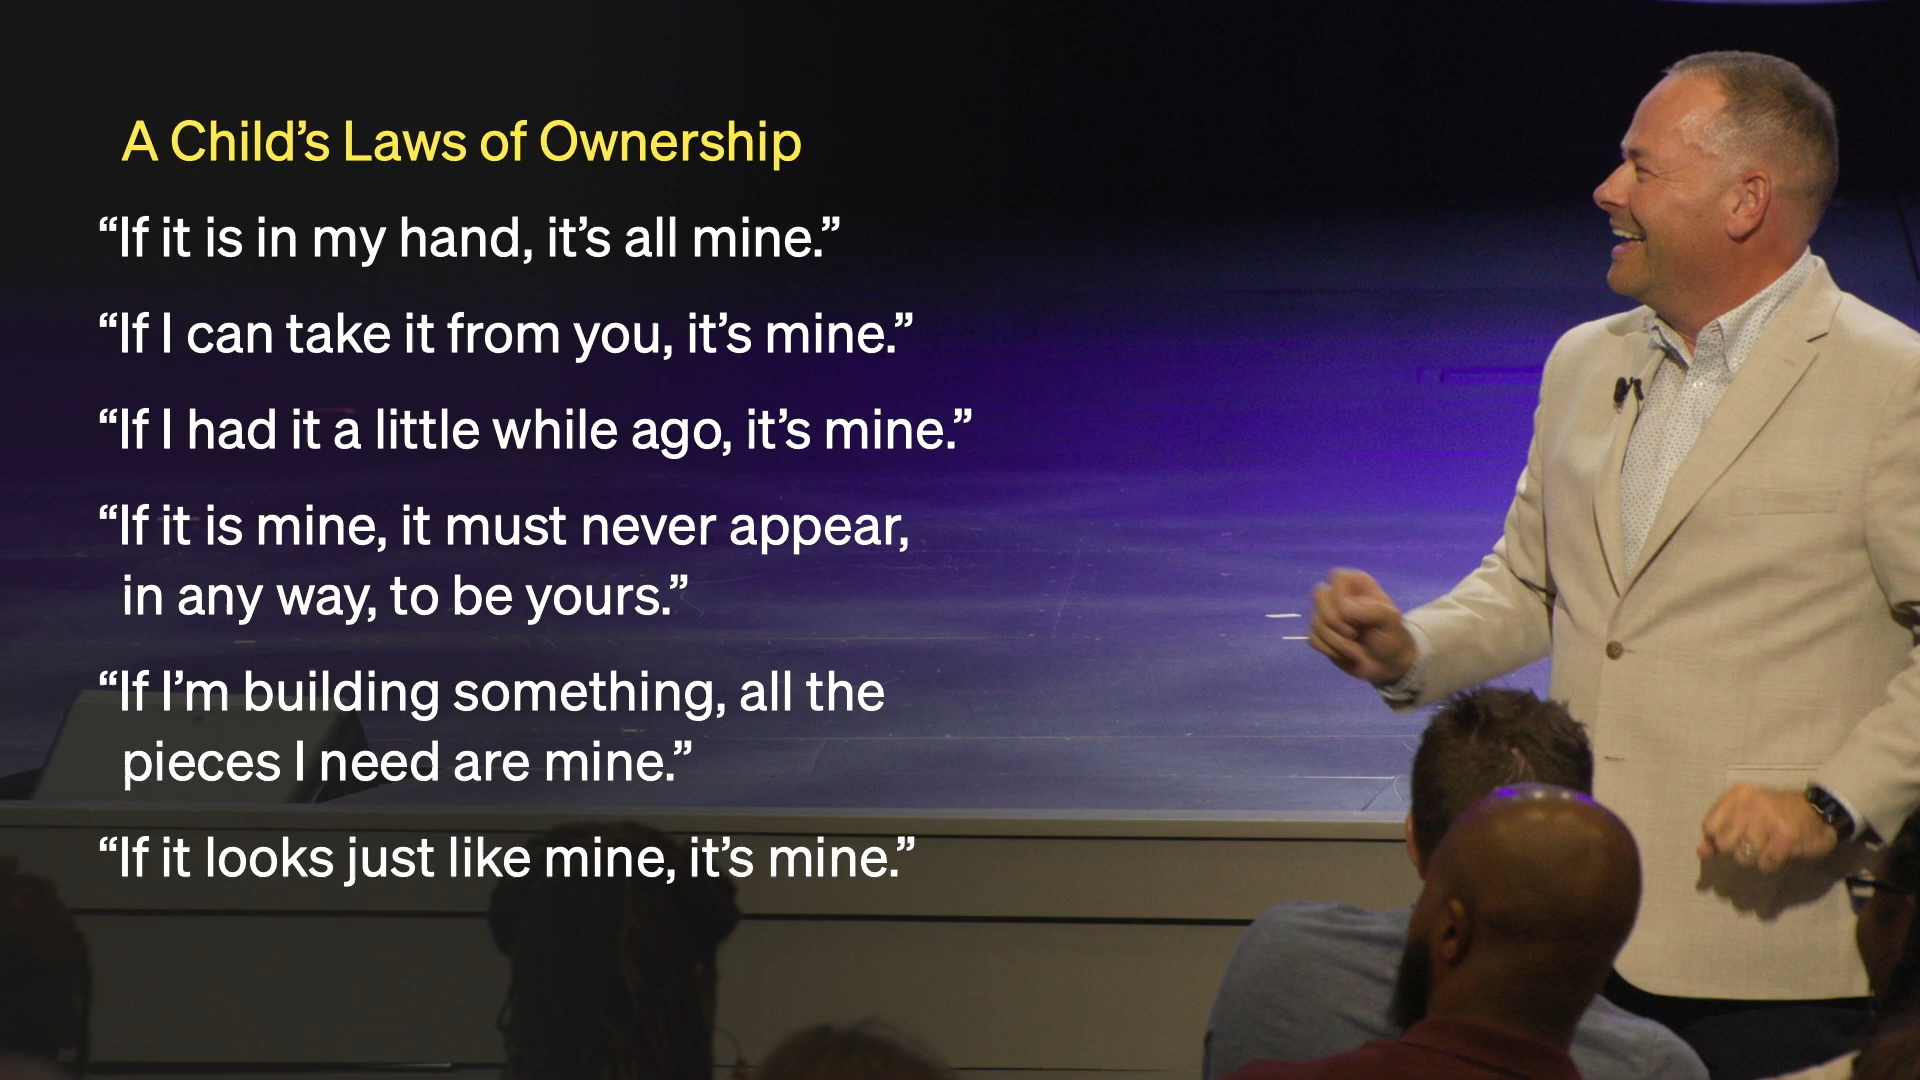 A Child’s Laws of Ownership
“If it is in my hand, it’s all mine.”
“If I can take it from you, it’s mine.”
“If I had it a little while ago, it’s mine.”
“If it is mine, it must never appear,
in any way, to be yours.”
“If I’m building something, all the
pieces I need are mine.”
“If it looks just like mine, it’s mine.”